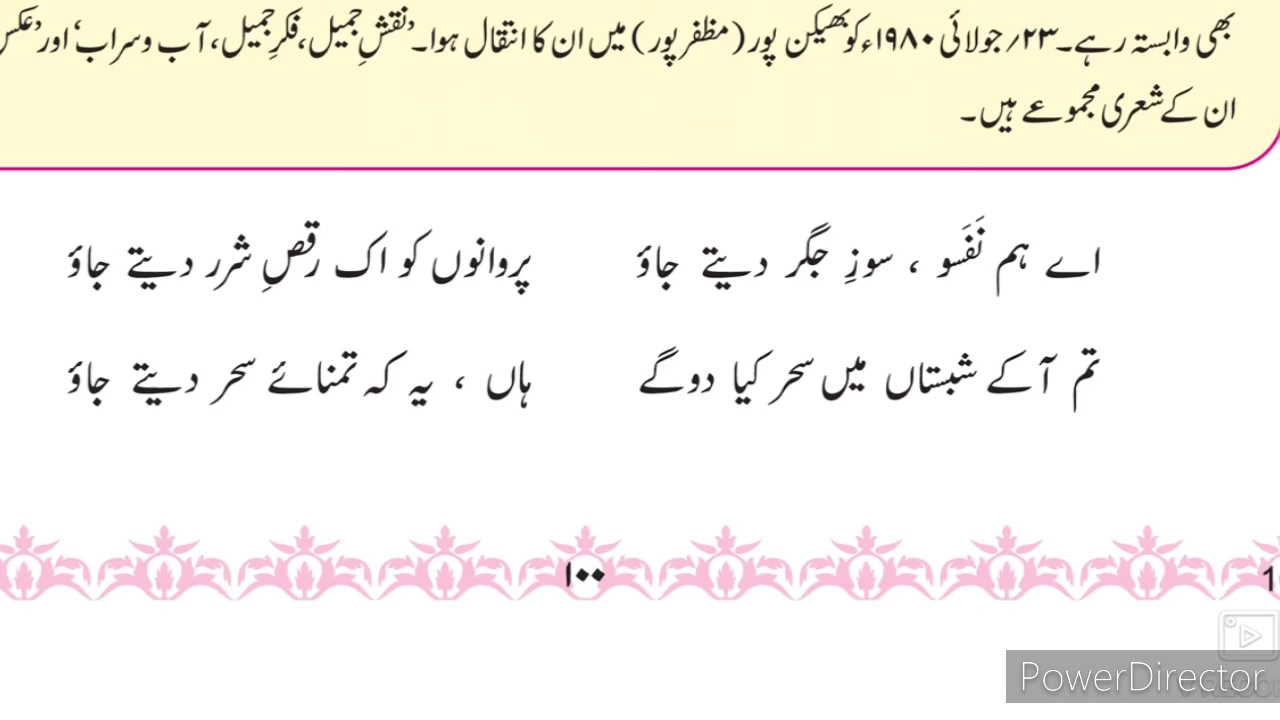 بھی وابستہ رہے۔ ۲۳؍ جولائی ۱۹۸۰ء کو بھیکن پور (مظفر پور) میں ان کا انتقال ہوا۔ ’نقشِ جمیل، فکرِ جمیل، آب و سراب‘ اور ’عکس
ان کے شعری مجموعے ہیں۔
اے ہم نَفَسو ، سوزِ جگر دیتے جاؤ پروانوں کو اک رقصِ شرر دیتے جاؤ
تم آ کے شبستاں میں سحر کیا دو گے ہاں ، یہ کہ تمنائے سحر دیتے جاؤ
۱۰۰
PowerDirector